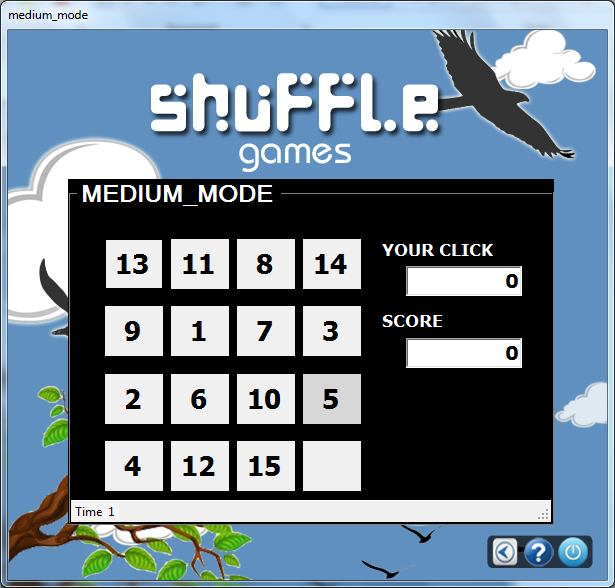 medium_mode
shuffle
games
MEDIUM_MODE
13 11 8 14
YOUR CLICK
0
9 1 7 3
SCORE
0
2 6 10 5
4 12 15
Time 1
?